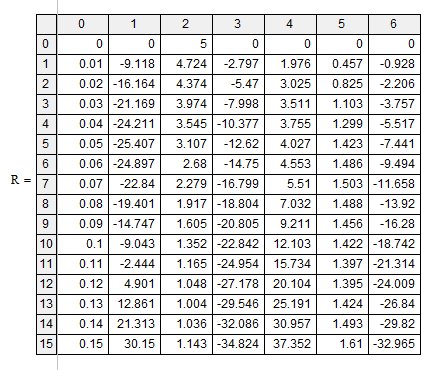 0 1 2 3 4 5 6
0 0 0 5 0 0 0 0
1 0.01 -9.118 4.724 -2.797 1.976 0.457 -0.928
2 0.02 -16.164 4.374 -5.47 3.025 0.825 -2.206
3 0.03 -21.169 3.974 -7.998 3.511 1.103 -3.757
4 0.04 -24.211 3.545 -10.377 3.755 1.299 -5.517
5 0.05 -25.407 3.107 -12.62 4.027 1.423 -7.441
6 0.06 -24.897 2.68 -14.75 4.553 1.486 -9.494
R = 7 0.07 -22.84 2.279 -16.799 5.51 1.503 -11.658
8 0.08 -19.401 1.917 -18.804 7.032 1.488 -13.92
9 0.09 -14.747 1.605 -20.805 9.211 1.456 -16.28
10 0.1 -9.043 1.352 -22.842 12.103 1.422 -18.742
11 0.11 -2.444 1.165 -24.954 15.734 1.397 -21.314
12 0.12 4.901 1.048 -27.178 20.104 1.395 -24.009
13 0.13 12.861 1.004 -29.546 25.191 1.424 -26.84
14 0.14 21.313 1.036 -32.086 30.957 1.493 -29.82
15 0.15 30.15 1.143 -34.824 37.352 1.61 -32.965